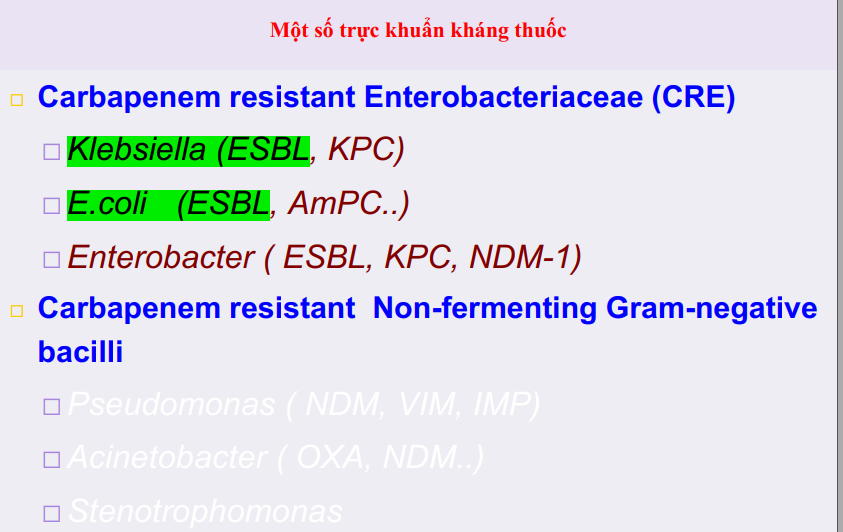 Một số trực khuẩn kháng thuốc
Carbapenem resistant Enterobacteriaceae (CRE)
Klebsiella (ESBL, KPC)
E.coli (ESBL, AmPC..)
Enterobacter ( ESBL, KPC, NDM-1)
Carbapenem resistant Non-fermenting Gram-negative
bacilli
Pseudomonas ( NDM, VIM, IMP)
Acinetobacter ( OXA, NDM..)
Stenotrophomonas